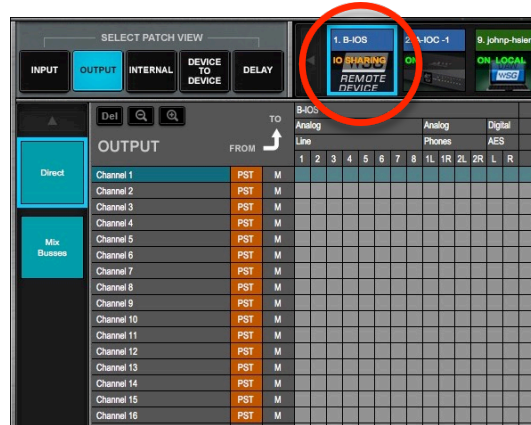 SELECT PATCH VIEW
INPUT
OUTPUT
INTERNAL
DEVICE TO DEVICE
DELAY
1. B-IOS
IO SHARING
REMOTE DEVICE
A-IOC -1
ON
9. johnp-hsien
ON LOCAL
WSG
Del
OUTPUT
FROM
TO
B-IOS
Analog Analog Digital
Line Phones AES
1 2 3 4 5 6 7 8 1L 1R 2L 2R L R
Direct
Mix Busses
Channel 1 PST M
Channel 2 PST M
Channel 3 PST M
Channel 4 PST M
Channel 5 PST M
Channel 6 PST M
Channel 7 PST M
Channel 8 PST M
Channel 9 PST M
Channel 10 PST M
Channel 11 PST M
Channel 12 PST M
Channel 13 PST M
Channel 14 PST M
Channel 15 PST M
Channel 16 PST M